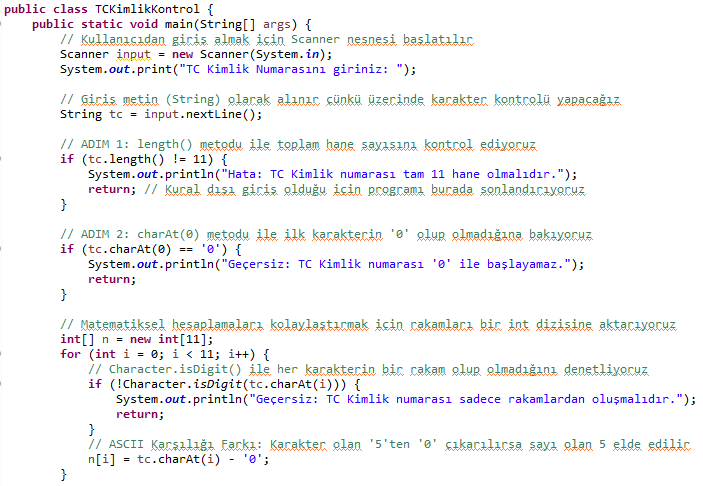 public class TCKimlikKontrol {
    public static void main(String[] args) {
        // Kullanıcıdan giriş almak için Scanner nesnesi başlatılır
        Scanner input = new Scanner(System.in);
        System.out.print("TC Kimlik Numarasını giriniz: ");

        // Giriş metin (String) olarak alınır çünkü üzerinde karakter kontrolü yapacağız
        String tc = input.nextLine();

        // ADIM 1: length() metodu ile toplam hane sayısını kontrol ediyoruz
        if (tc.length() != 11) {
            System.out.println("Hata: TC Kimlik numarası tam 11 hane olmalıdır.");
            return; // Kural dışı giriş olduğu için programı burada sonlandırıyoruz
        }

        // ADIM 2: charAt(0) metodu ile ilk karakterin '0' olup olmadığına bakıyoruz
        if (tc.charAt(0) == '0') {
            System.out.println("Geçersiz: TC Kimlik numarası '0' ile başlayamaz.");
            return;
        }

        // Matematiksel hesaplamaları kolaylaştırmak için rakamları bir int dizisine aktarıyoruz
        int[] n = new int[11];
        for (int i = 0; i < 11; i++) {
            // Character.isDigit() ile her karakterin bir rakam olup olmadığını denetliyoruz
            if (!Character.isDigit(tc.charAt(i))) {
                System.out.println("Geçersiz: TC Kimlik numarası sadece rakamlardan oluşmalıdır.");
                return;
            }
            // ASCII Karşılığı Farkı: Karakter olan '5'ten '0' çıkarılırsa sayı olan 5 elde edilir
            n[i] = tc.charAt(i) - '0';
        }